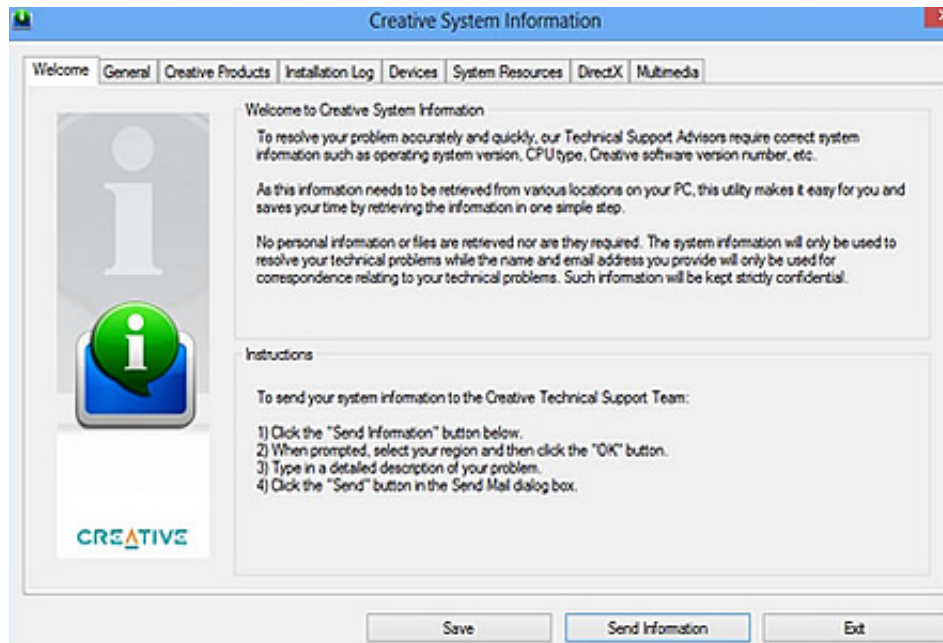 Creative System Information
Welcome General Creative Products Installation Log Devices System Resources DirectX Multimedia
Welcome to Creative System Information
To resolve your problem accurately and quickly, our Technical Support Advisors require correct system
information such as operating system version, CPU type, Creative software version number, etc.
As this information needs to be retrieved from various locations on your PC, this utility makes it easy for you and
saves your time by retrieving the information in one simple step.
No personal information or files are retrieved nor are they required. The system information will only be used to
resolve your technical problems while the name and email address you provide will only be used for
correspondence relating to your technical problems. Such information will be kept strictly confidential.
Instructions
To send your system information to the Creative Technical Support Team:
1) Click the "Send Information" button below.
2) When prompted, select your region and then click the "OK" button.
3) Type in a detailed description of your problem.
4) Click the "Send" button in the Send Mail dialog box.
CREATIVE
Save Send Information Exit